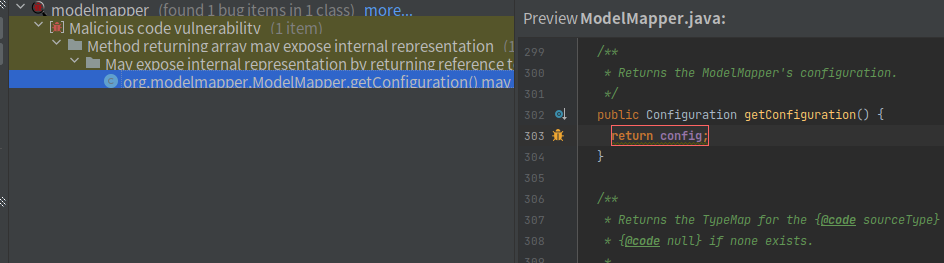 modelmapper (found 1 bug items in 1 class) more...
Malicious code vulnerability (1 item)
Method returning array may expose internal representation (1
May expose internal representation by returning reference t
org.modelmapper.ModelMapper.getConfiguration() may
Preview ModelMapper.java:
299 /**
300 * Returns the ModelMapper's configuration.
301 */
302 public Configuration getConfiguration() {
303 return config;
304 }
305
306 /**
307 * Returns the TypeMap for the {@code sourceType}
308 * {@code null} if none exists.
309 *